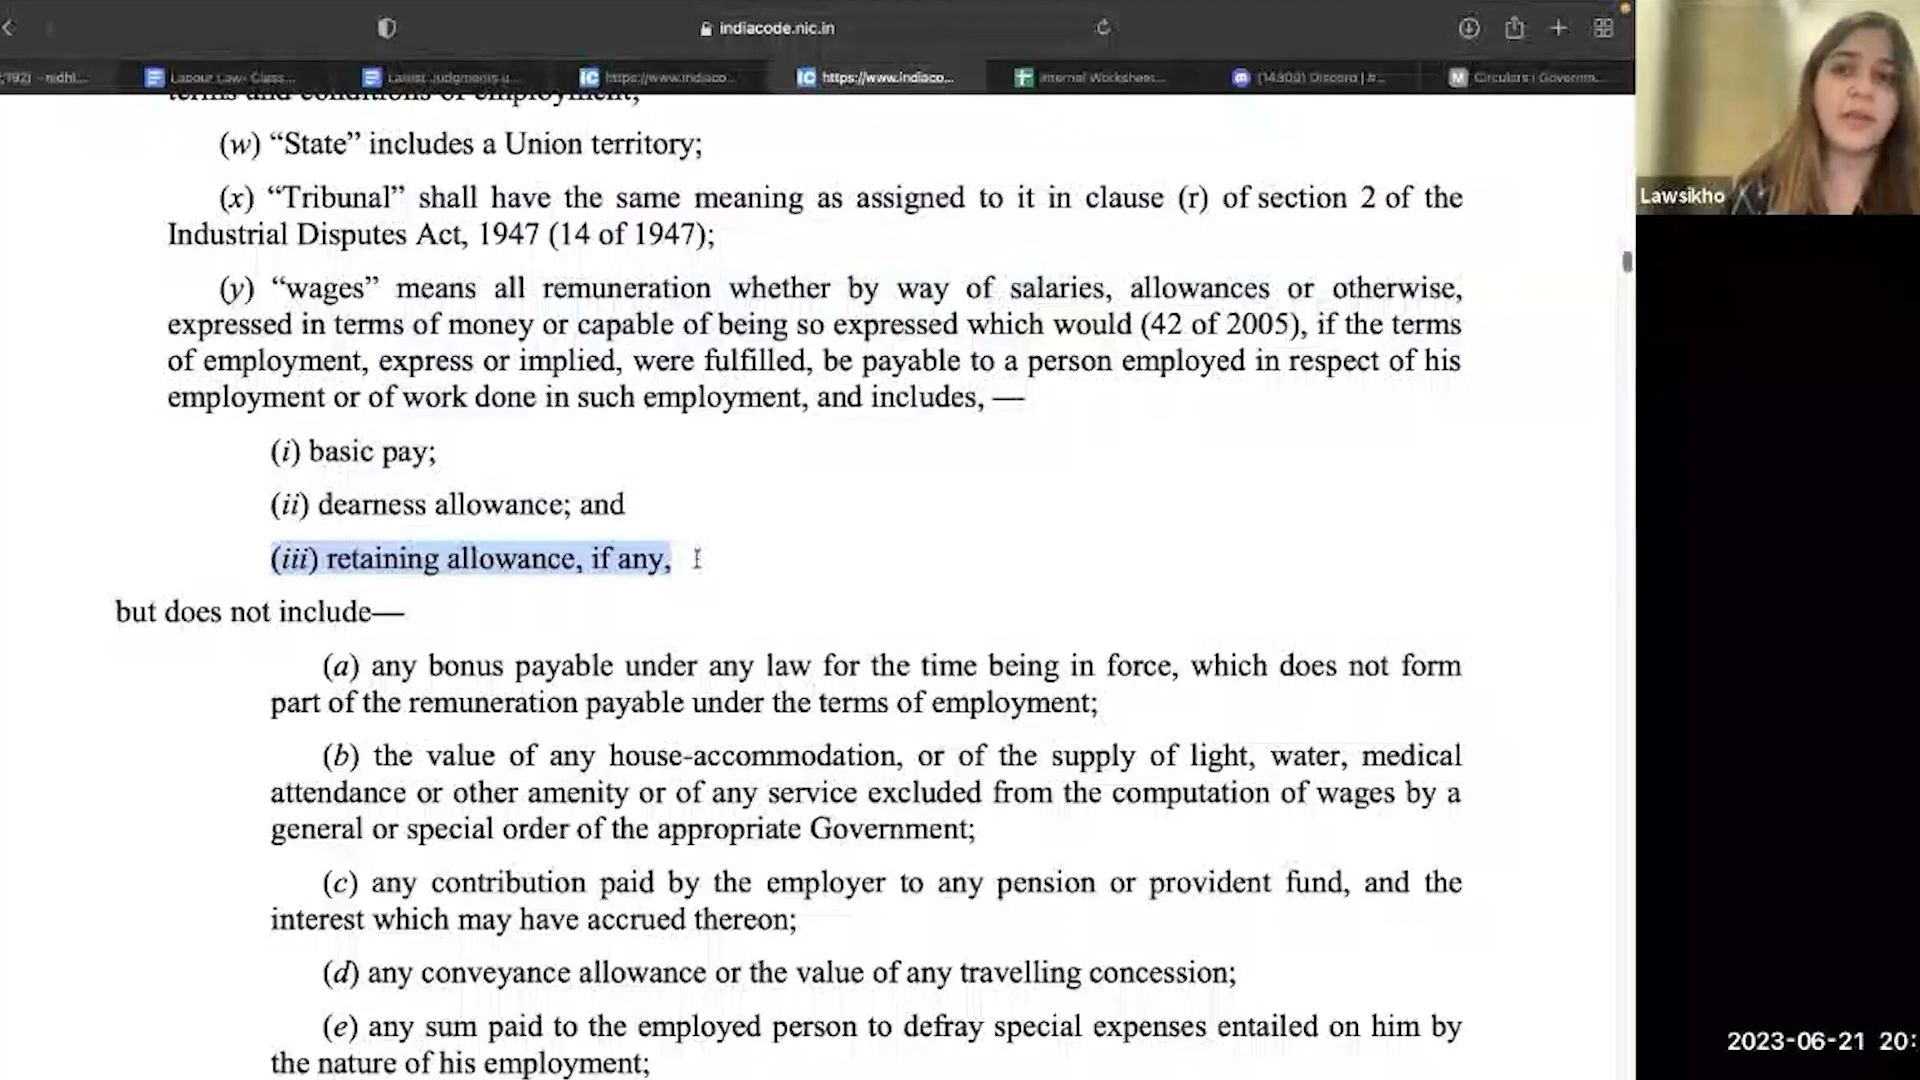 indiacode.nic.in
,192) - nidhi...
Labour Law- Class...
Latest Judgments u...
https://www.indiaco...
https://www.indiaco...
Internal Workshee...
(14309) Discord | #...
Circulars | Governm...
terms and conditions of employment;
(w) “State” includes a Union territory;
(x) “Tribunal” shall have the same meaning as assigned to it in clause (r) of section 2 of the
Industrial Disputes Act, 1947 (14 of 1947);
(y) “wages” means all remuneration whether by way of salaries, allowances or otherwise,
expressed in terms of money or capable of being so expressed which would (42 of 2005), if the terms
of employment, express or implied, were fulfilled, be payable to a person employed in respect of his
employment or of work done in such employment, and includes, —
(i) basic pay;
(ii) dearness allowance; and
(iii) retaining allowance, if any,
but does not include—
(a) any bonus payable under any law for the time being in force, which does not form
part of the remuneration payable under the terms of employment;
(b) the value of any house-accommodation, or of the supply of light, water, medical
attendance or other amenity or of any service excluded from the computation of wages by a
general or special order of the appropriate Government;
(c) any contribution paid by the employer to any pension or provident fund, and the
interest which may have accrued thereon;
(d) any conveyance allowance or the value of any travelling concession;
(e) any sum paid to the employed person to defray special expenses entailed on him by
the nature of his employment;
Lawsikho
2023-06-21 20: